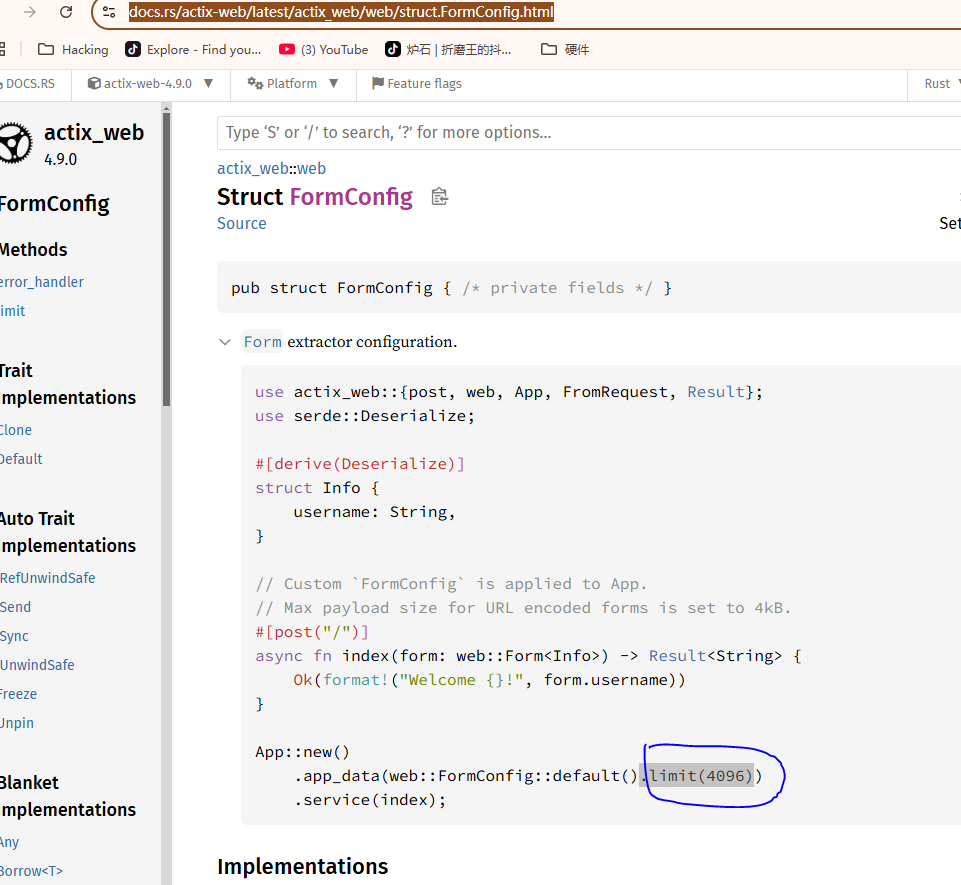 docs.rs/actix-web/latest/actix_web/web/struct.FormConfig.html
Hacking
Explore - Find you...
(3) YouTube
炉石 | 折磨王的抖...
硬件
DOCS.RS
actix-web-4.9.0
Platform
Feature flags
Rust
actix_web
4.9.0
FormConfig
Methods
error_handler
limit
Trait
Implementations
Clone
Default
Auto Trait
Implementations
RefUnwindSafe
Send
Sync
UnwindSafe
Freeze
Unpin
Blanket
Implementations
Any
Borrow<T>
Type ‘S’ or ‘/’ to search, ‘?’ for more options…
actix_web::web
Struct FormConfig
Source
Set
pub struct FormConfig { /* private fields */ }
Form extractor configuration.
use actix_web::{post, web, App, FromRequest, Result};
use serde::Deserialize;
#[derive(Deserialize)]
struct Info {
username: String,
}
// Custom `FormConfig` is applied to App.
// Max payload size for URL encoded forms is set to 4kB.
#[post("/")]
async fn index(form: web::Form<Info>) -> Result<String> {
Ok(format!("Welcome {}!", form.username))
}
App::new()
.app_data(web::FormConfig::default().limit(4096))
.service(index);
Implementations